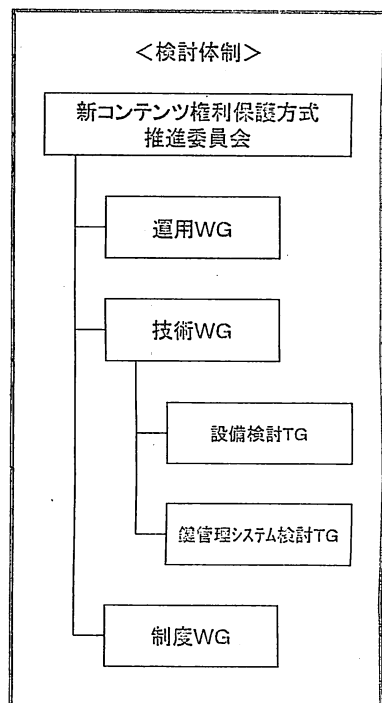 ＜検討体制＞
新コンテンツ権利保護方式
推進委員会
運用WG
技術WG
設備検討TG
鍵管理システム検討TG
制度WG